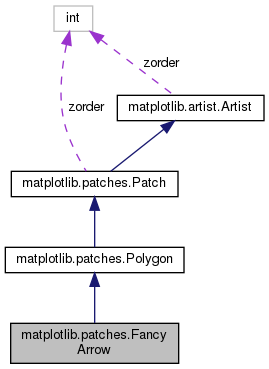 int
zorder
zorder
matplotlib.artist.Artist
matplotlib.patches.Patch
matplotlib.patches.Polygon
matplotlib.patches.Fancy
Arrow